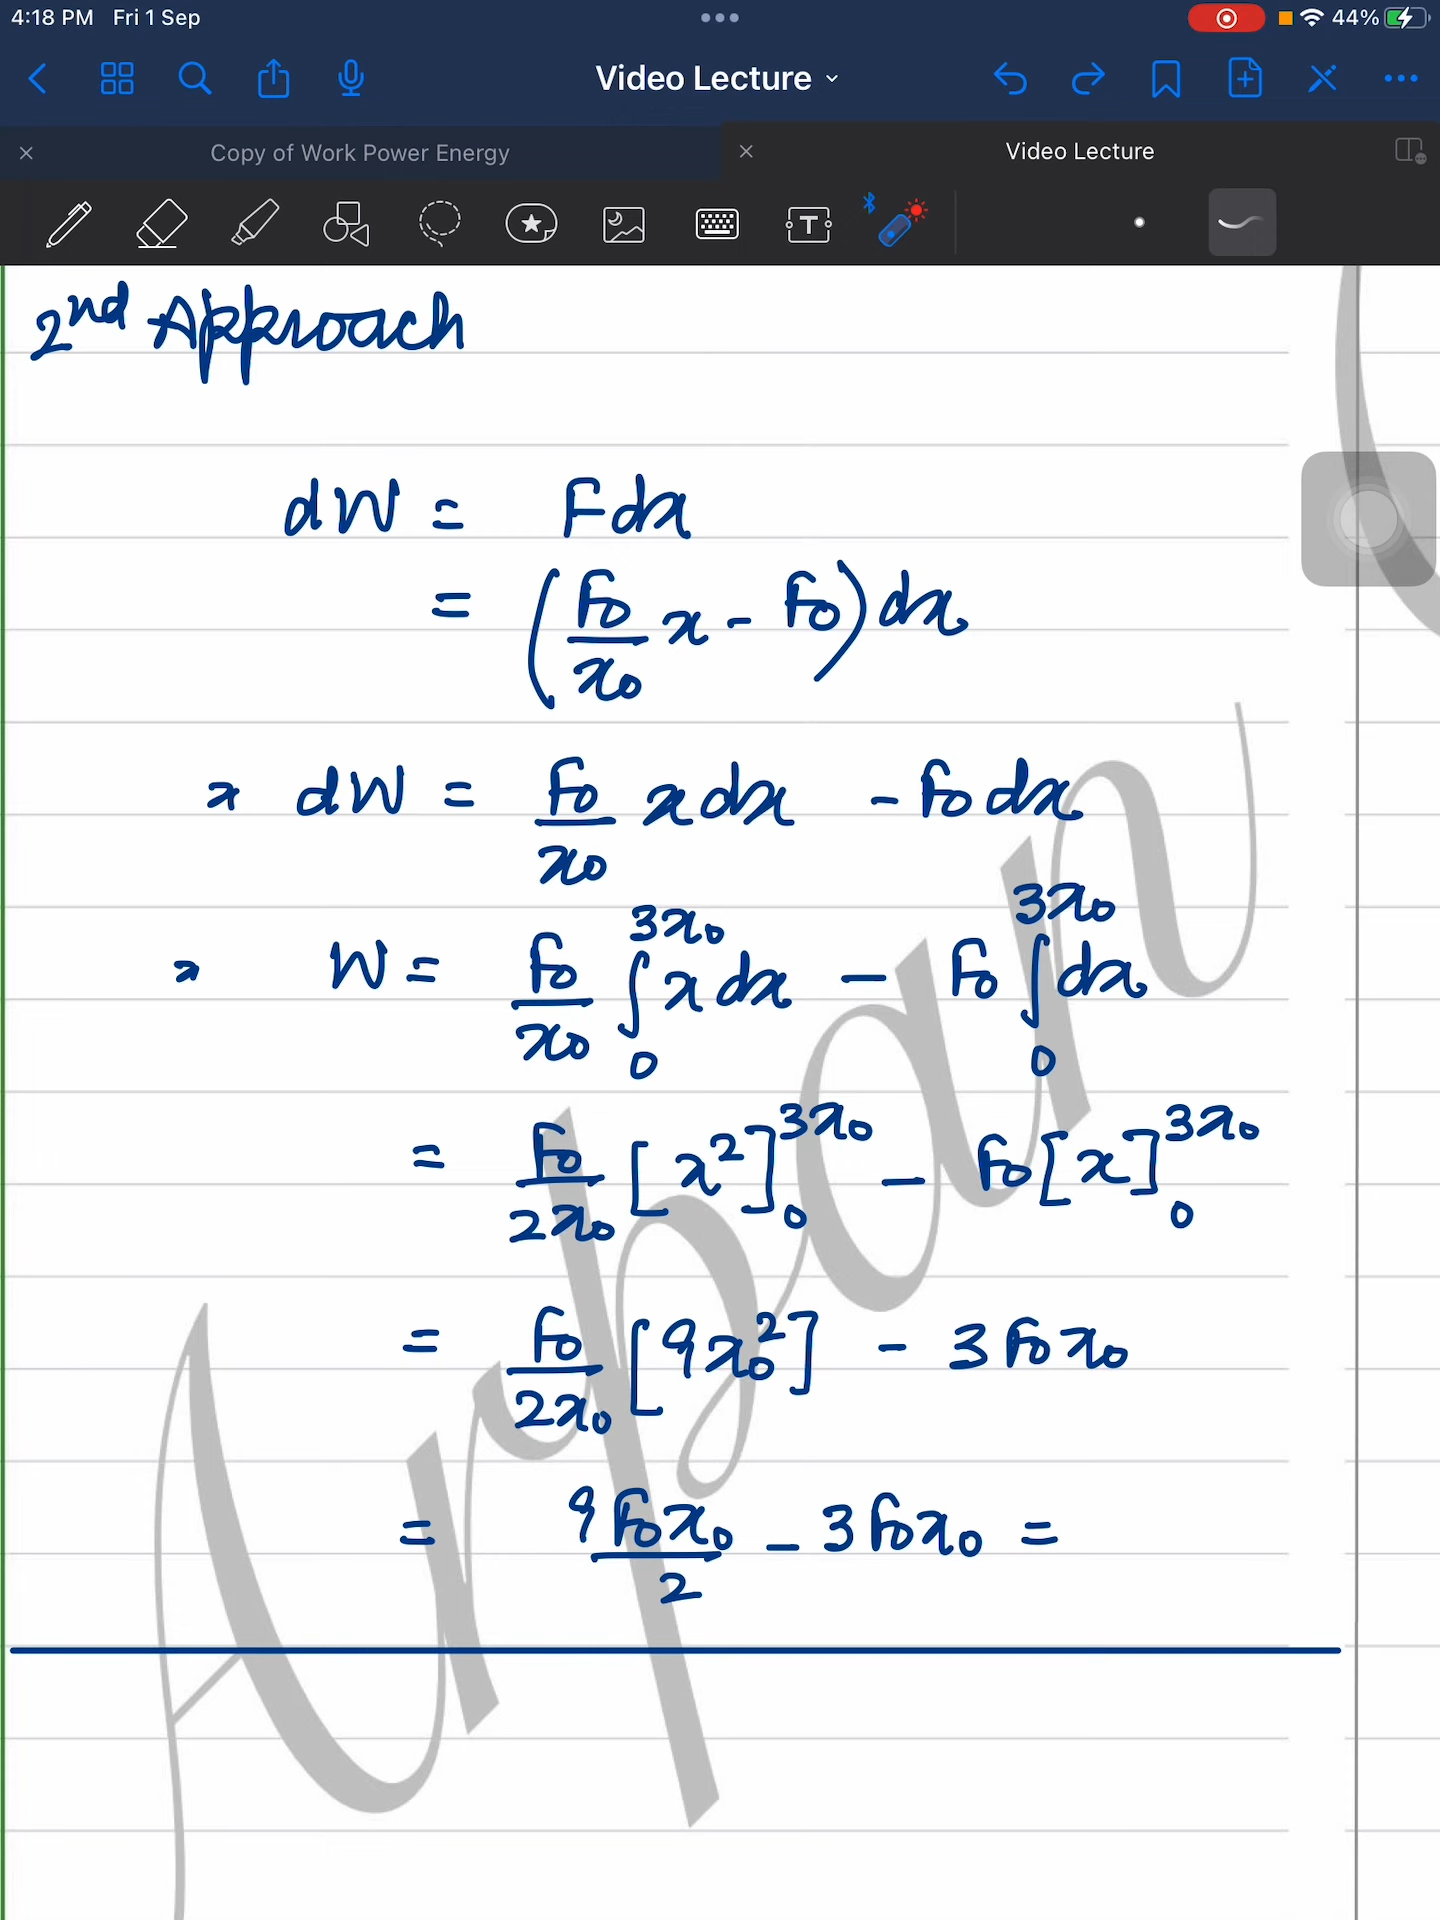 4:18 PM Fri 1 Sep 44%
Video Lecture
Copy of Work Power Energy Video Lecture
T
2nd Approach
dW = Fdx
= (F₀/x₀ x - F₀) dx
⇒ dW = F₀/x₀ x dx - F₀ dx
⇒ W = F₀/x₀ ∫₀^{3x₀} x dx - F₀ ∫₀^{3x₀} dx
= F₀/2x₀ [x²]₀^{3x₀} - F₀ [x]₀^{3x₀}
= F₀/2x₀ [9x₀²] - 3F₀x₀
= 9F₀x₀/2 - 3F₀x₀ =
Arpan